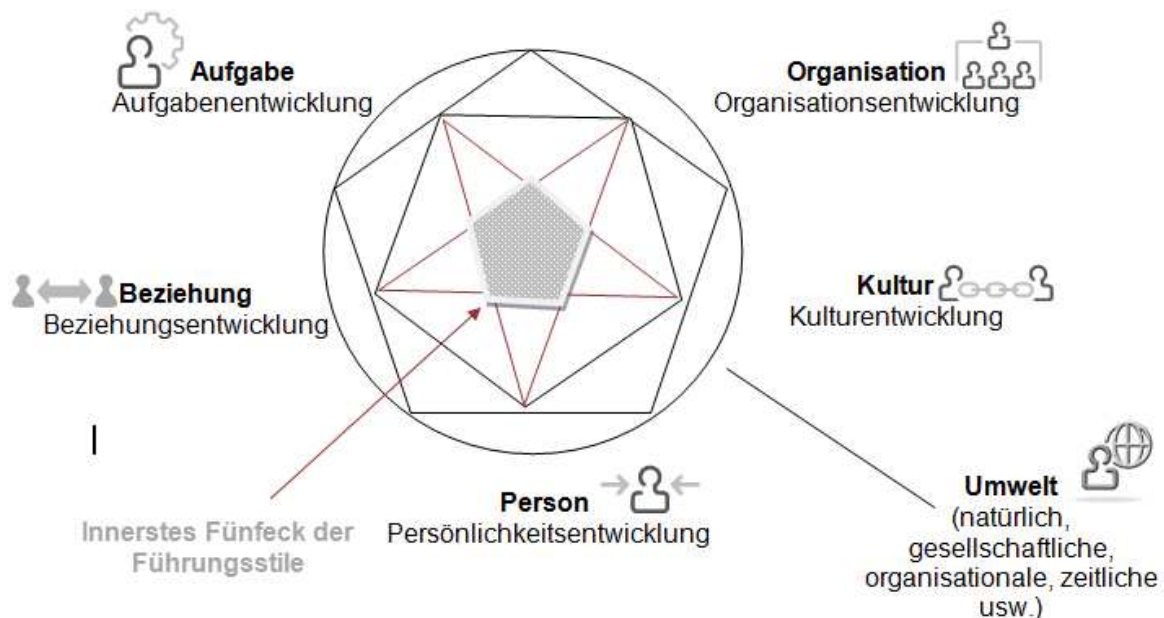 Aufgabe
Aufgabenentwicklung
Organisation
Organisationsentwicklung
Beziehung
Beziehungsentwicklung
Kultur
Kulturentwicklung
Innerstes Fünfeck der
Führungsstile
Person
Persönlichkeitsentwicklung
Umwelt
(natürlich,
gesellschaftliche,
organisationale, zeitliche
usw.)